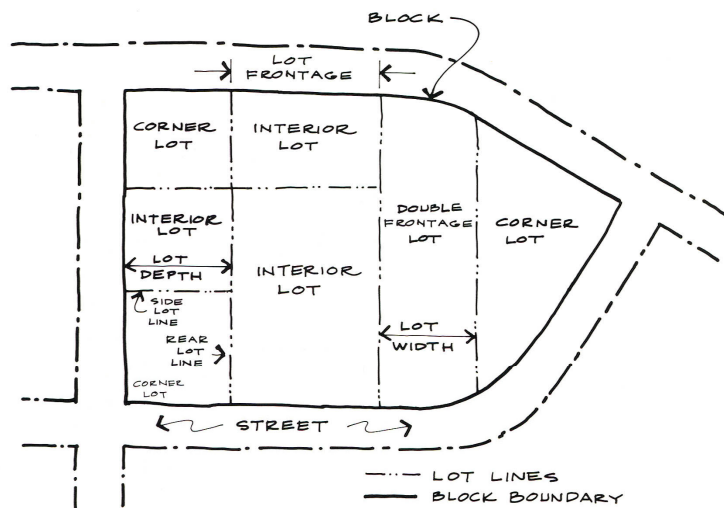 BLOCK
LOT
FRONTAGE
CORNER
LOT
INTERIOR
LOT
INTERIOR
LOT
DOUBLE
FRONTAGE
LOT
CORNER
LOT
LOT
DEPTH
INTERIOR
LOT
SIDE
LOT
LINE
REAR
LOT
LINE
LOT
WIDTH
CORNER
LOT
STREET
LOT LINES
BLOCK BOUNDARY